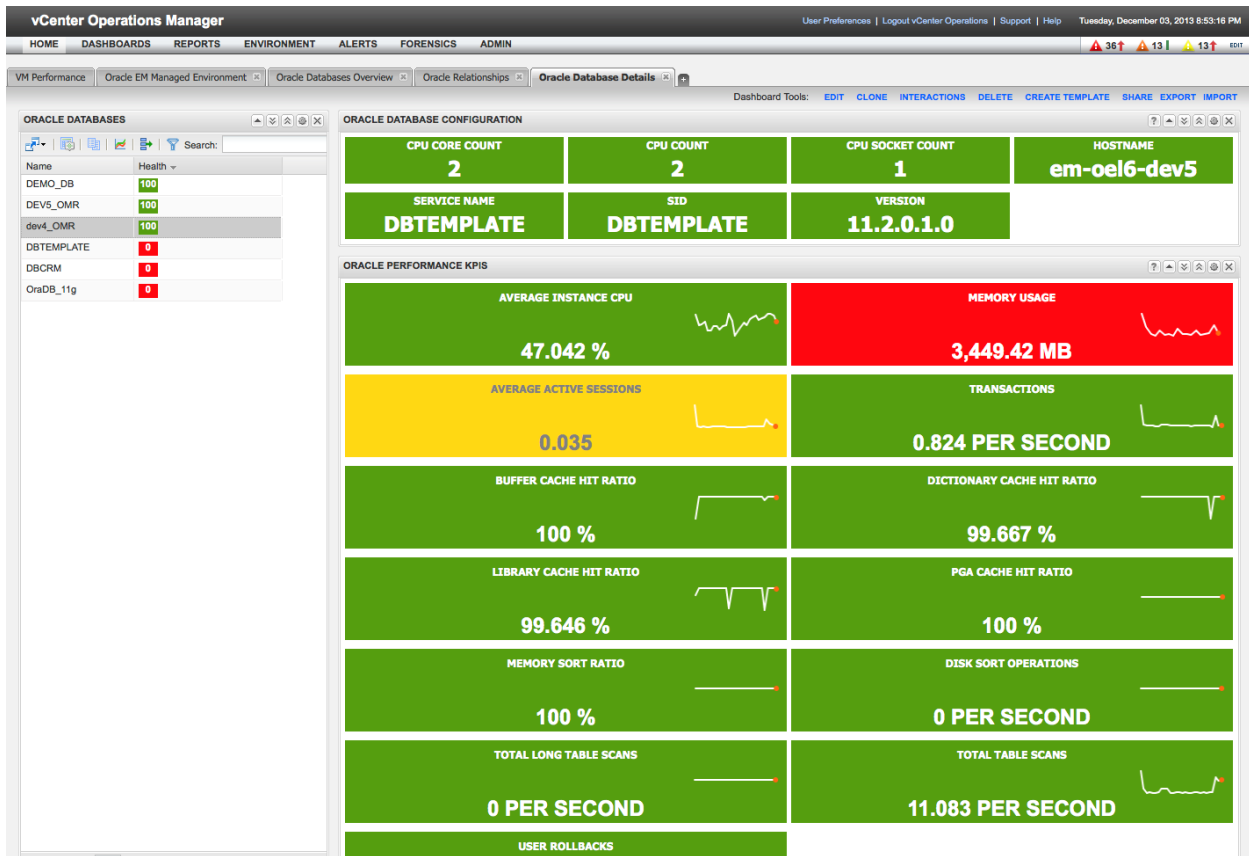 vCenter Operations Manager
User Preferences | Logout vCenter Operations | Support | Help Tuesday, December 03, 2013 8:53:16 PM
HOME DASHBOARDS REPORTS ENVIRONMENT ALERTS FORENSICS ADMIN
36 13 13 EDIT
VM Performance Oracle EM Managed Environment Oracle Databases Overview Oracle Relationships Oracle Database Details
Dashboard Tools: EDIT CLONE INTERACTIONS DELETE CREATE TEMPLATE SHARE EXPORT IMPORT
ORACLE DATABASES
Search:
Name Health
DEMO_DB 100
DEV5_OMR 100
dev4_OMR 100
DBTEMPLATE 0
DBCRM 0
OraDB_11g 0
ORACLE DATABASE CONFIGURATION
CPU CORE COUNT CPU COUNT CPU SOCKET COUNT HOSTNAME
2 2 1 em-oel6-dev5
SERVICE NAME SID VERSION
DBTEMPLATE DBTEMPLATE 11.2.0.1.0
ORACLE PERFORMANCE KPIS
AVERAGE INSTANCE CPU MEMORY USAGE
47.042 % 3,449.42 MB
AVERAGE ACTIVE SESSIONS TRANSACTIONS
0.035 0.824 PER SECOND
BUFFER CACHE HIT RATIO DICTIONARY CACHE HIT RATIO
100 % 99.667 %
LIBRARY CACHE HIT RATIO PGA CACHE HIT RATIO
99.646 % 100 %
MEMORY SORT RATIO DISK SORT OPERATIONS
100 % 0 PER SECOND
TOTAL LONG TABLE SCANS TOTAL TABLE SCANS
0 PER SECOND 11.083 PER SECOND
USER ROLLBACKS